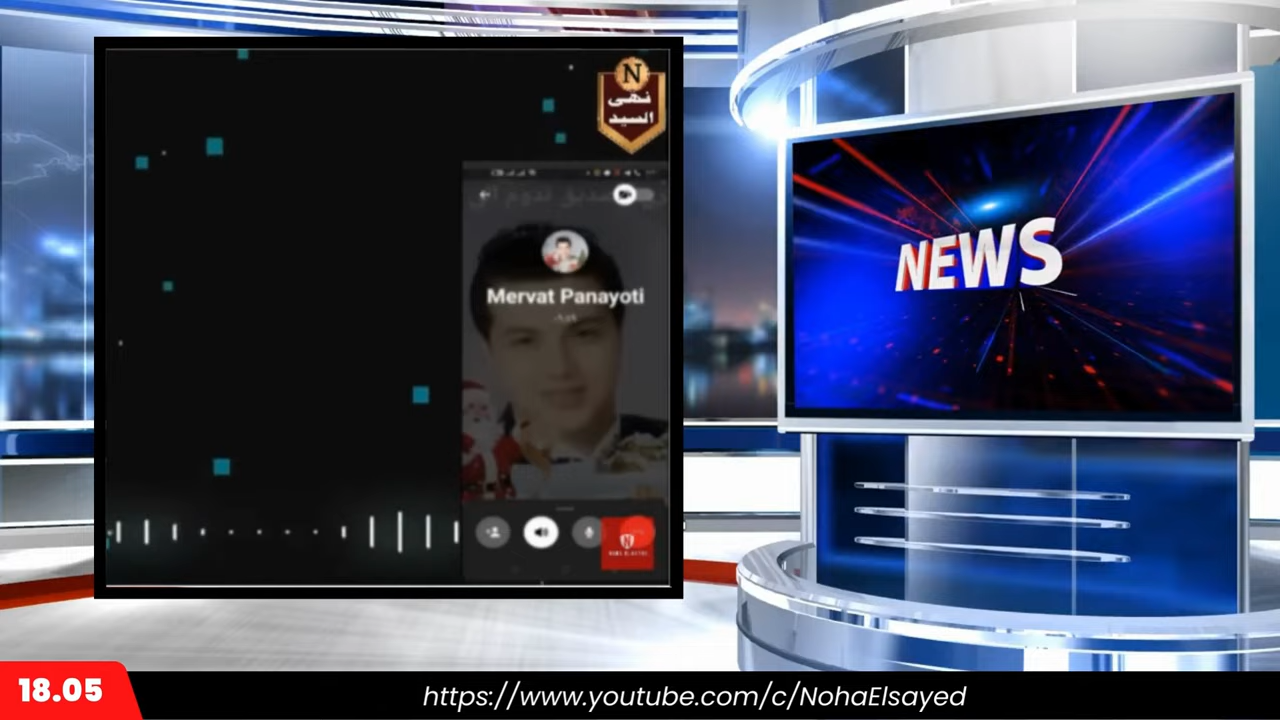 N
نهى
السيد
Mervat Panayoti
NEWS
18.05
https://www.youtube.com/c/NohaElsayed